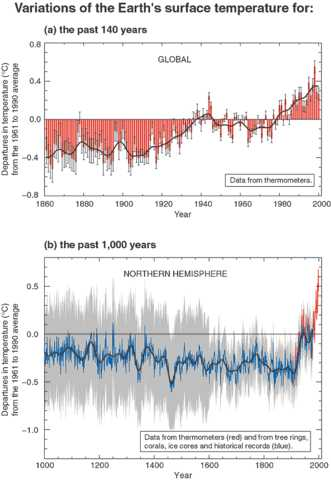 Variations of the Earth's surface temperature for:
(a) the past 140 years
GLOBAL
Departures in temperature (°C)
from the 1961 to 1990 average
0.8
0.4
0.0
−0.4
−0.8
Data from thermometers.
1860 1880 1900 1920 1940 1960 1980 2000
Year
(b) the past 1,000 years
NORTHERN HEMISPHERE
Departures in temperature (°C)
from the 1961 to 1990 average
0.5
0.0
−0.5
−1.0
Data from thermometers (red) and from tree rings,
corals, ice cores and historical records (blue).
1000 1200 1400 1600 1800 2000
Year